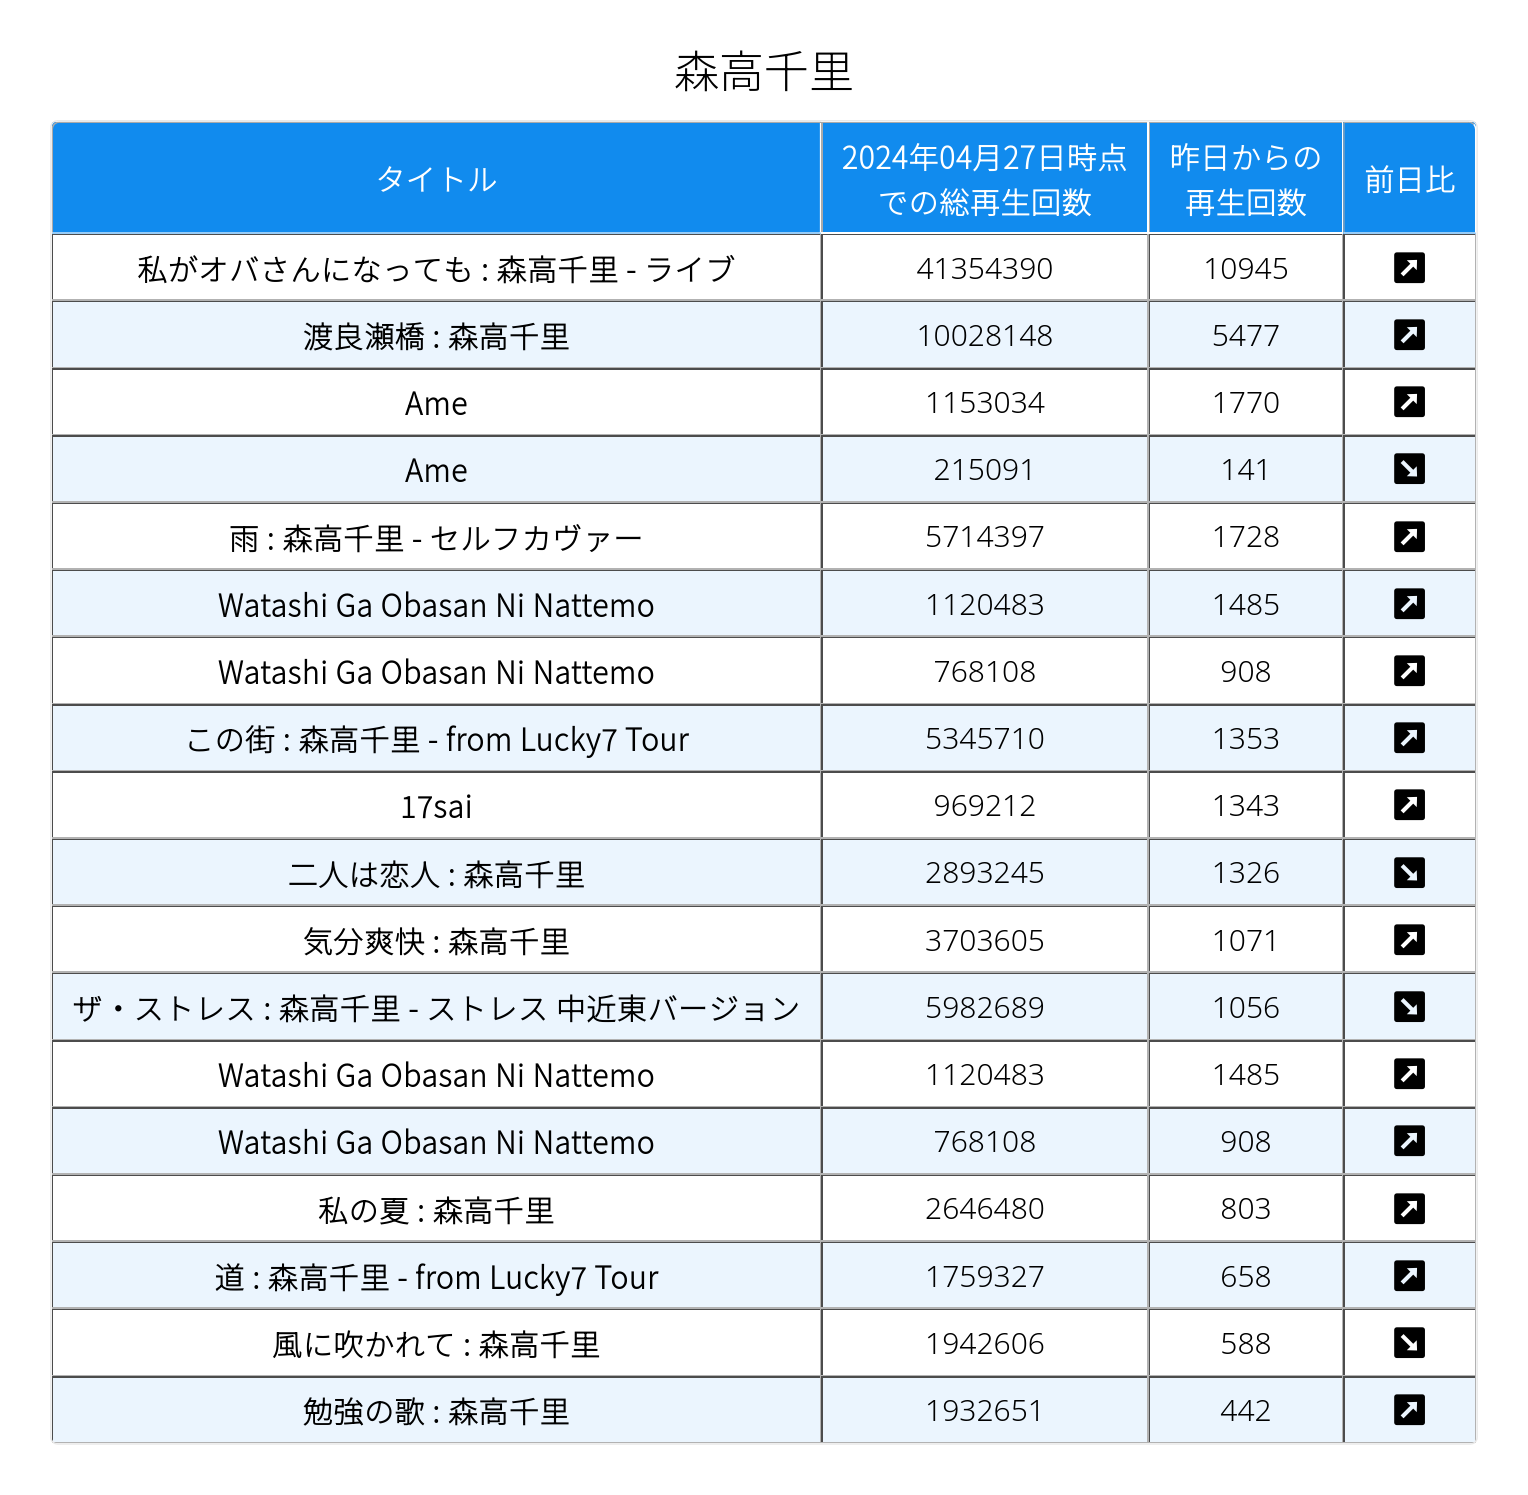 森高千里
タイトル 2024年04月27日時点での総再生回数 昨日からの再生回数 前日比
私がオバさんになっても : 森高千里 - ライブ 41354390 10945
渡良瀬橋 : 森高千里 10028148 5477
Ame 1153034 1770
Ame 215091 141
雨 : 森高千里 - セルフカヴァー 5714397 1728
Watashi Ga Obasan Ni Nattemo 1120483 1485
Watashi Ga Obasan Ni Nattemo 768108 908
この街 : 森高千里 - from Lucky7 Tour 5345710 1353
17sai 969212 1343
二人は恋人 : 森高千里 2893245 1326
気分爽快 : 森高千里 3703605 1071
ザ・ストレス : 森高千里 - ストレス 中近東バージョン 5982689 1056
Watashi Ga Obasan Ni Nattemo 1120483 1485
Watashi Ga Obasan Ni Nattemo 768108 908
私の夏 : 森高千里 2646480 803
道 : 森高千里 - from Lucky7 Tour 1759327 658
風に吹かれて : 森高千里 1942606 588
勉強の歌 : 森高千里 1932651 442